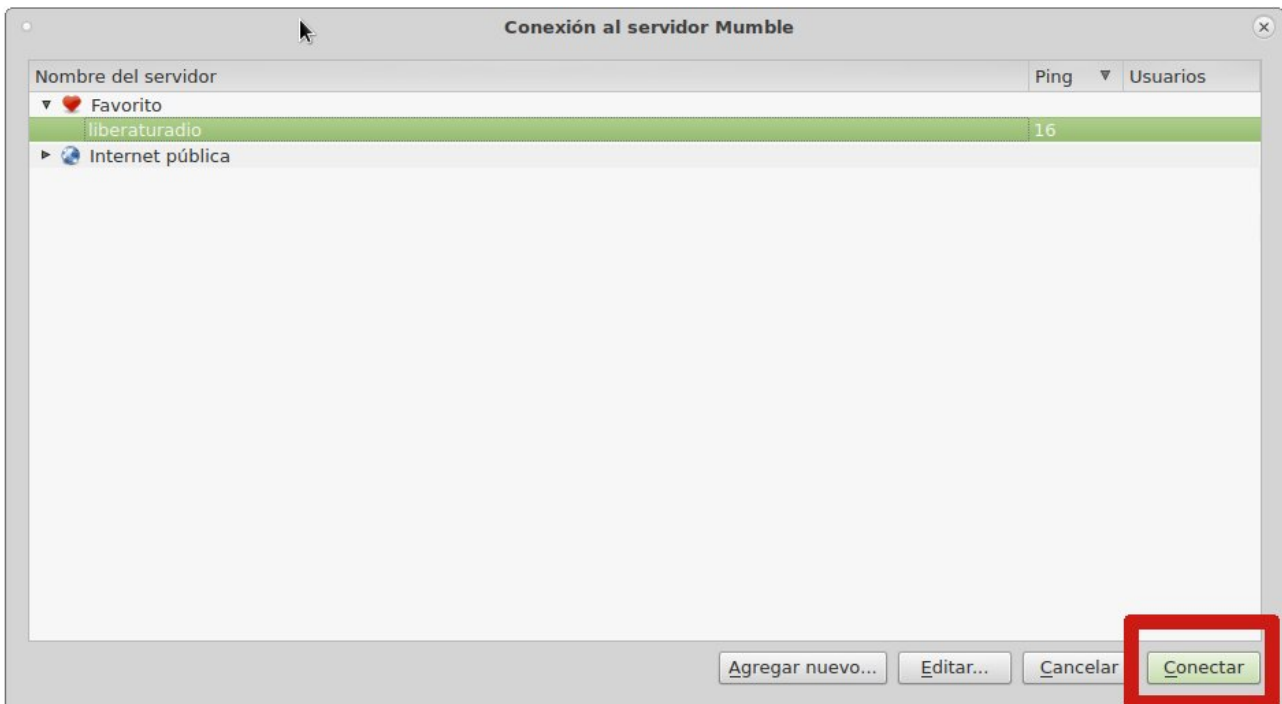 Conexión al servidor Mumble
Nombre del servidor Ping Usuarios
Favorito
liberaturadio 16
Internet pública
Agregar nuevo... Editar... Cancelar Conectar